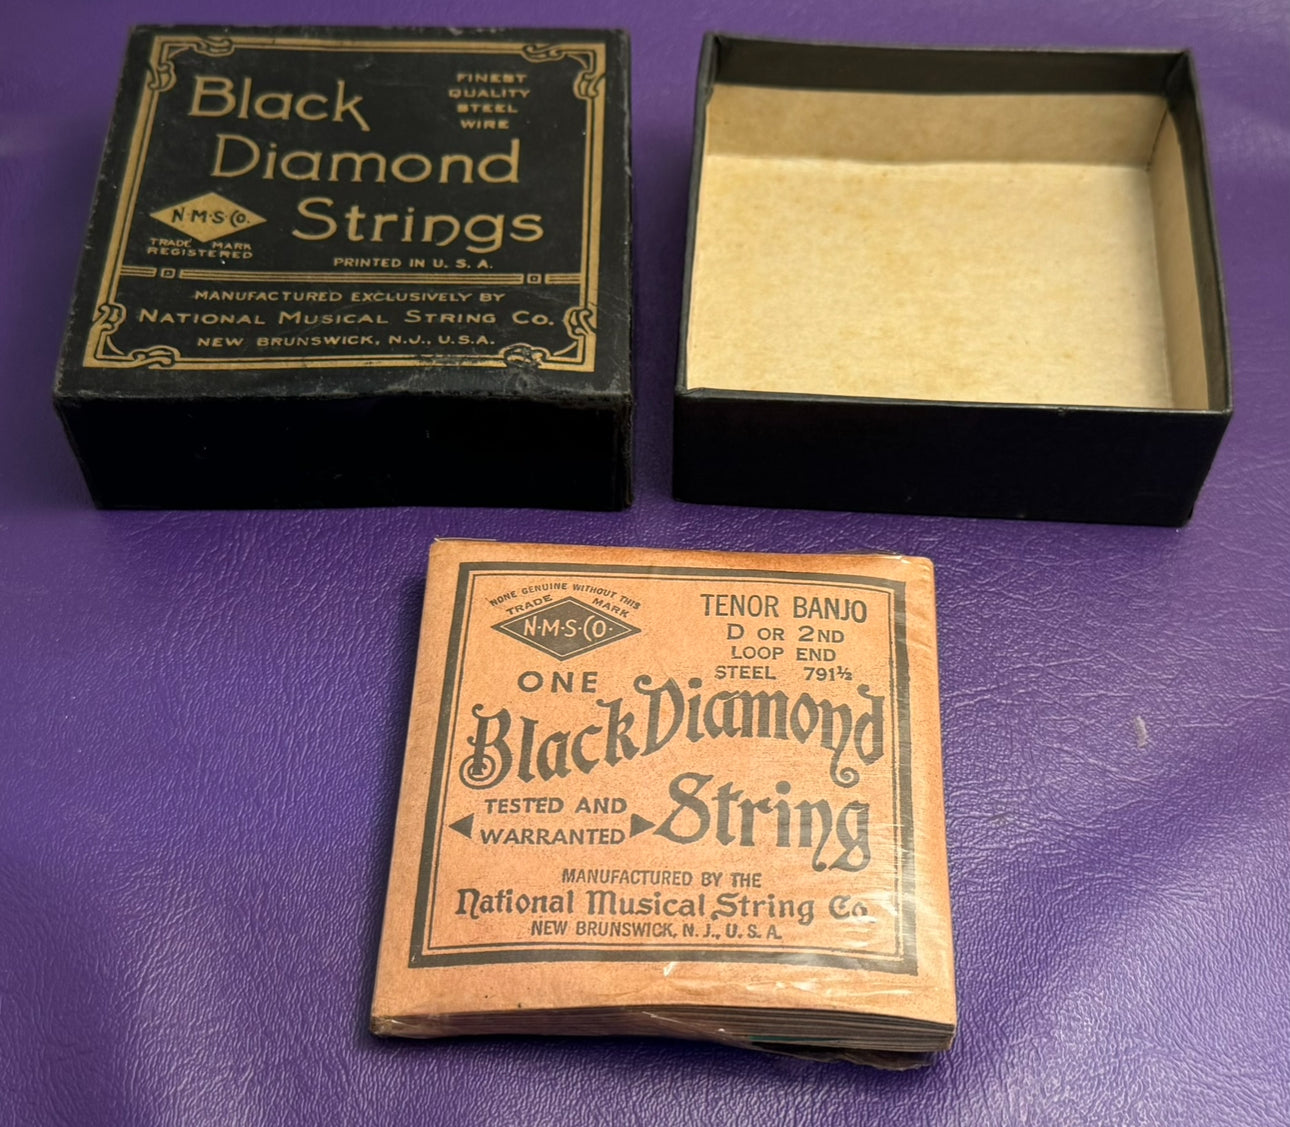 Black
FINEST
QUALITY
STEEL
WIRE
Diamond
Strings
N·M·S·CO.
TRADE MARK
REGISTERED
PRINTED IN U. S. A.
MANUFACTURED EXCLUSIVELY BY
NATIONAL MUSICAL STRING CO.
NEW BRUNSWICK, N.J., U.S.A.
NONE GENUINE WITHOUT THIS
TRADE MARK
N·M·S·CO·
TENOR BANJO
D OR 2ND
LOOP END
STEEL 791½
ONE
Black Diamond
String
TESTED AND
WARRANTED
MANUFACTURED BY THE
National Musical String Co.
NEW BRUNSWICK, N. J., U. S. A.